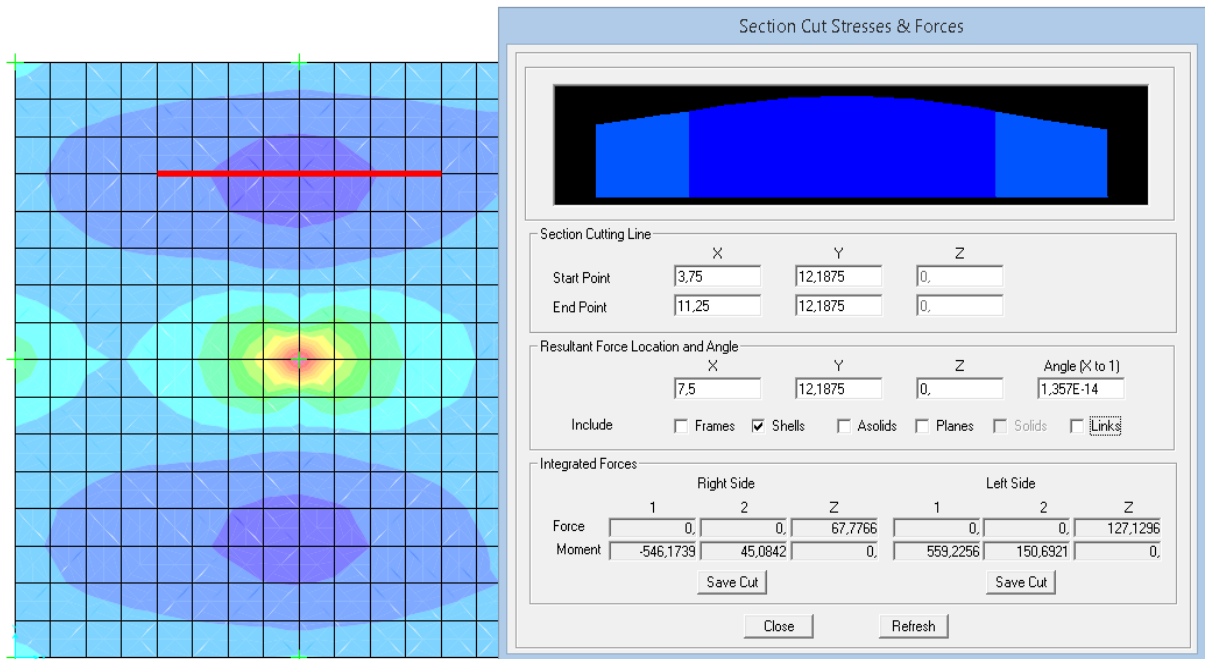 Section Cut Stresses & Forces
Section Cutting Line
X Y Z
Start Point 3,75 12,1875 0,
End Point 11,25 12,1875 0,
Resultant Force Location and Angle
X Y Z Angle (X to 1)
7,5 12,1875 0, 1,357E-14
Include Frames Shells Asolids Planes Solids Links
Integrated Forces
Right Side Left Side
1 2 Z 1 2 Z
Force 0, 0, 67,7766 0, 0, 127,1296
Moment -546,1739 45,0842 0, 559,2256 150,6921 0,
Save Cut Save Cut
Close Refresh